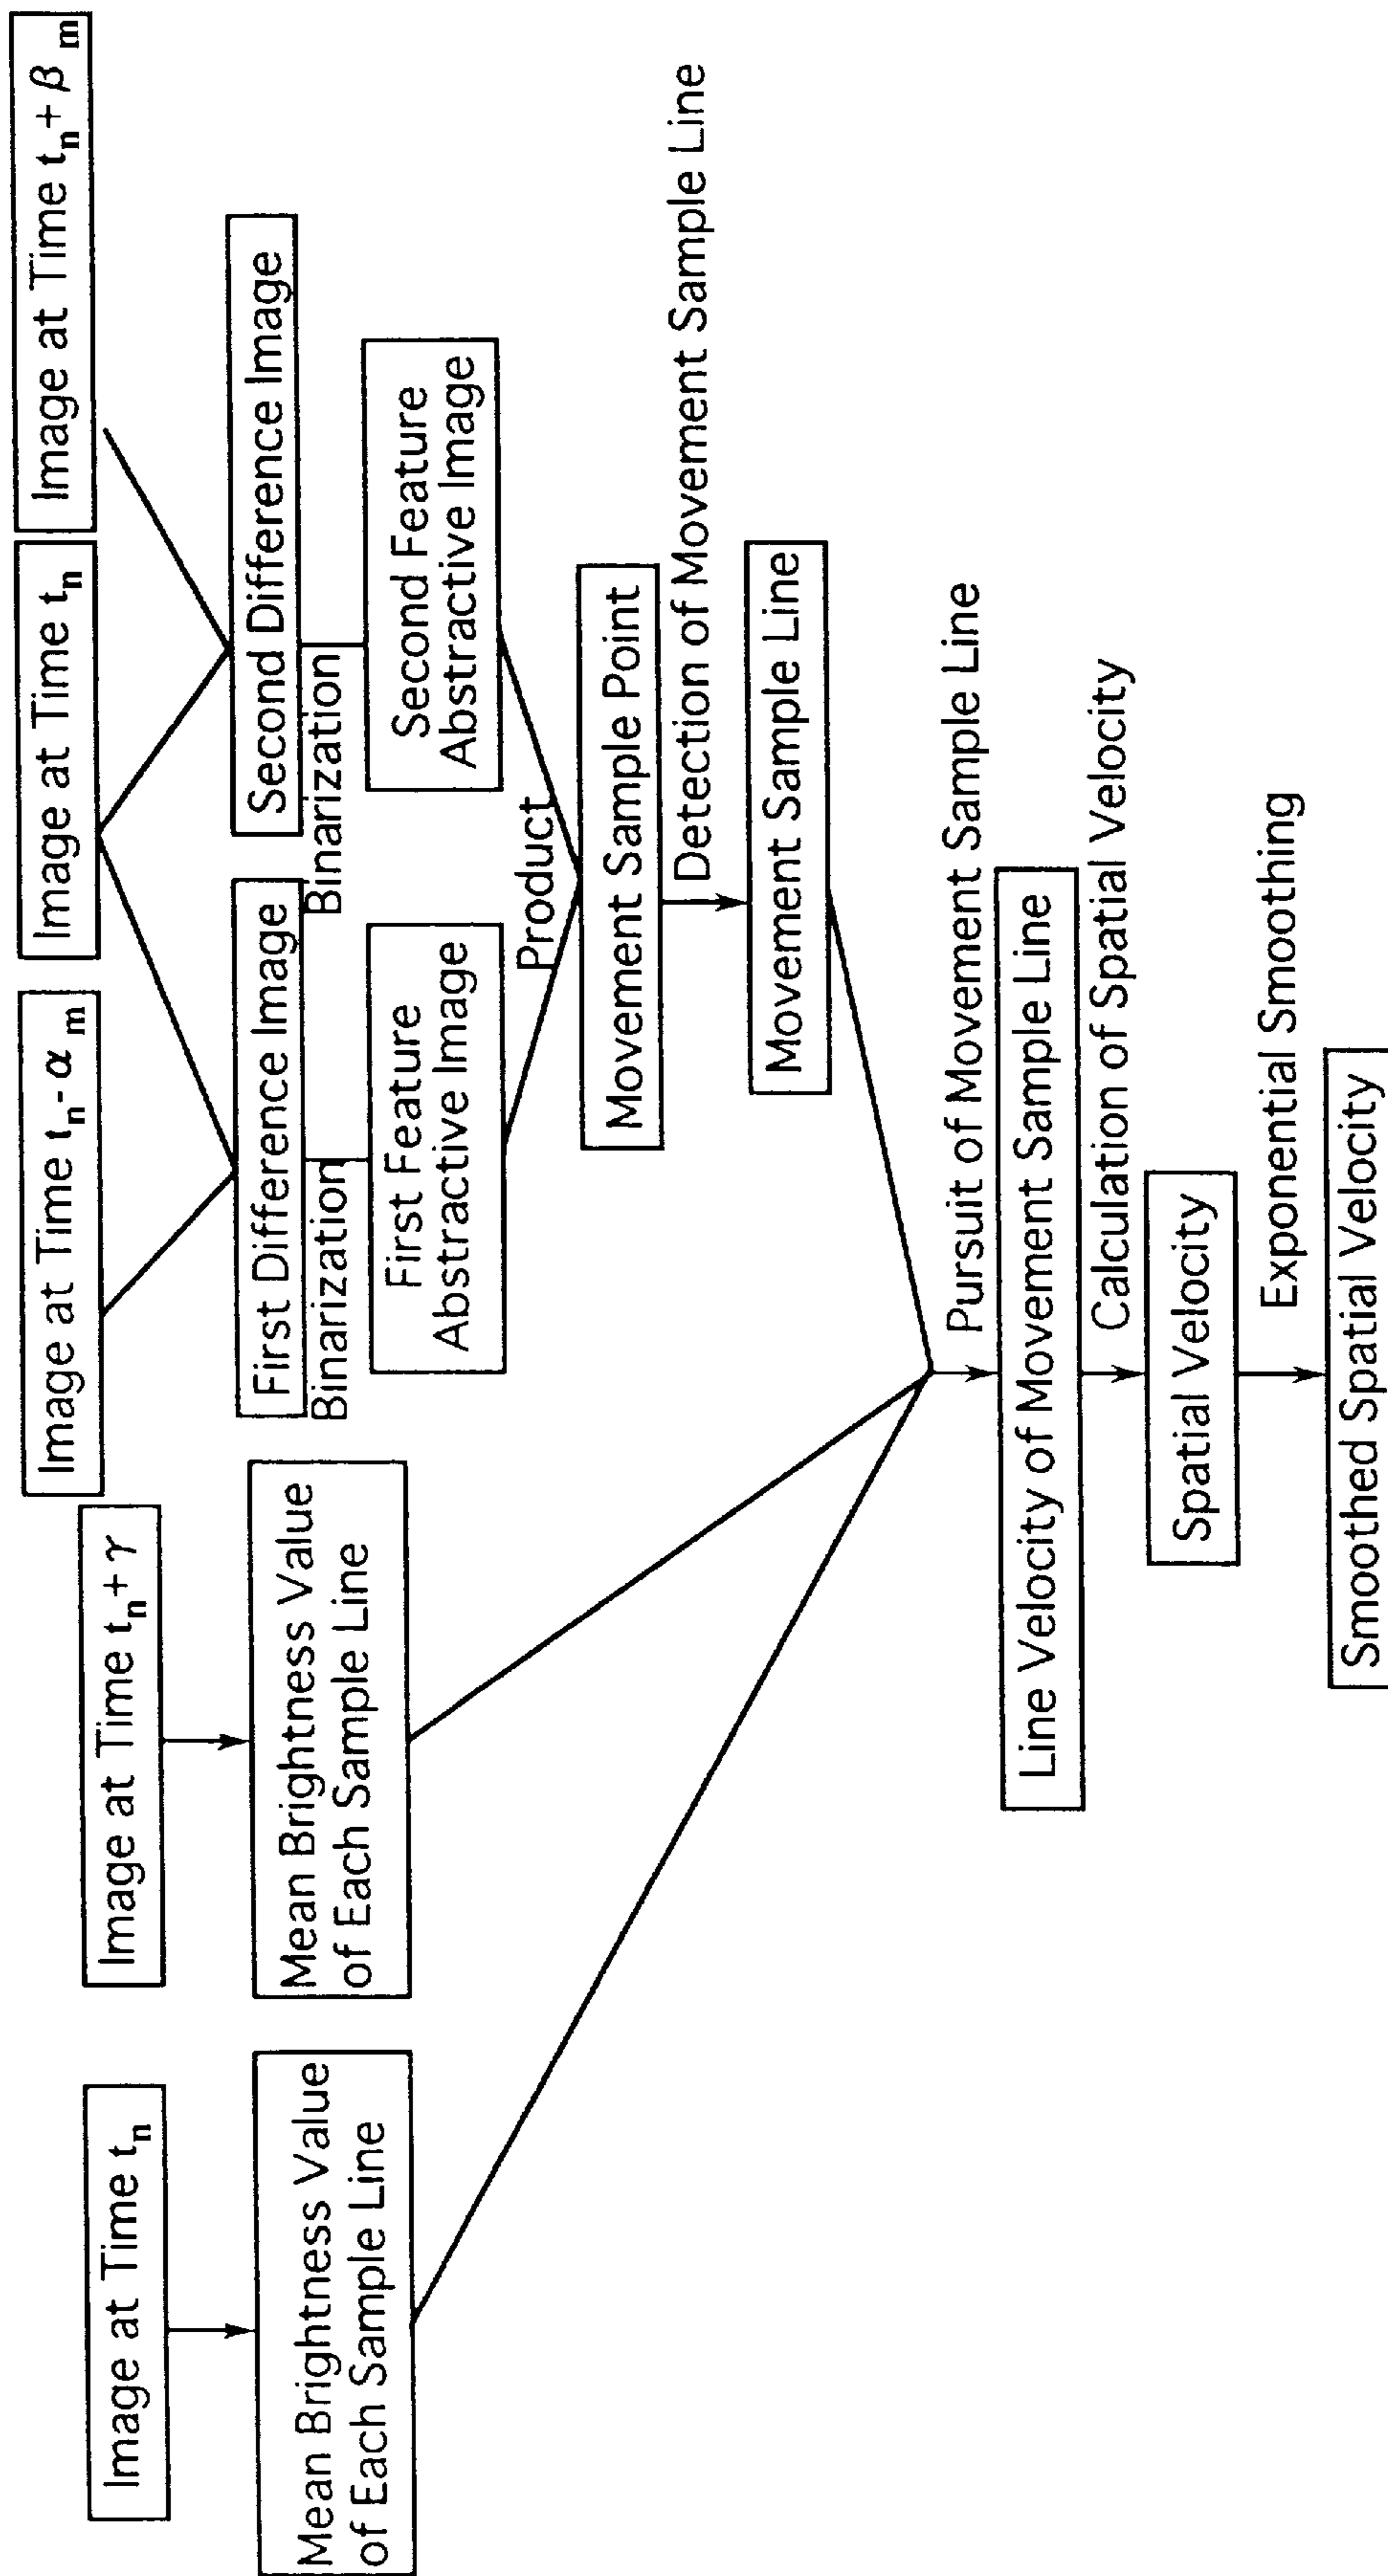 Image at Time tn
Image at Time tn+γ
Image at Time tn-αm
Image at Time tn
Image at Time tn+βm
Mean Brightness Value
of Each Sample Line
Mean Brightness Value
of Each Sample Line
First Difference Image
Second Difference Image
Binarization
Binarization
First Feature
Abstractive Image
Second Feature
Abstractive Image
Product
Movement Sample Point
Detection of Movement Sample Line
Movement Sample Line
Pursuit of Movement Sample Line
Line Velocity of Movement Sample Line
Calculation of Spatial Velocity
Spatial Velocity
Exponential Smoothing
Smoothed Spatial Velocity